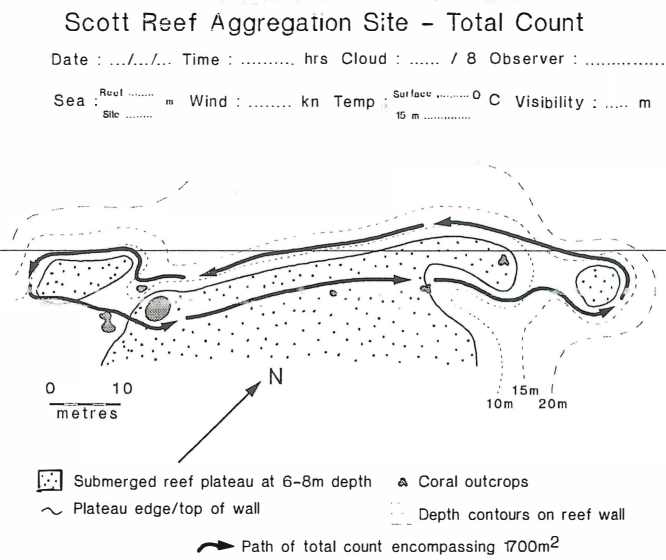 Scott Reef Aggregation Site – Total Count
Date : .../.../... Time : ......... hrs Cloud : ...... / 8 Observer : ..............
Sea : Reef ........ m Wind : ........ kn Temp : Surface ......... O C Visibility : ..... m
Site ........ 15 m ..............
N
0 10
metres
15m
10m 20m
Submerged reef plateau at 6-8m depth Coral outcrops
Plateau edge/top of wall Depth contours on reef wall
Path of total count encompassing 1700m2